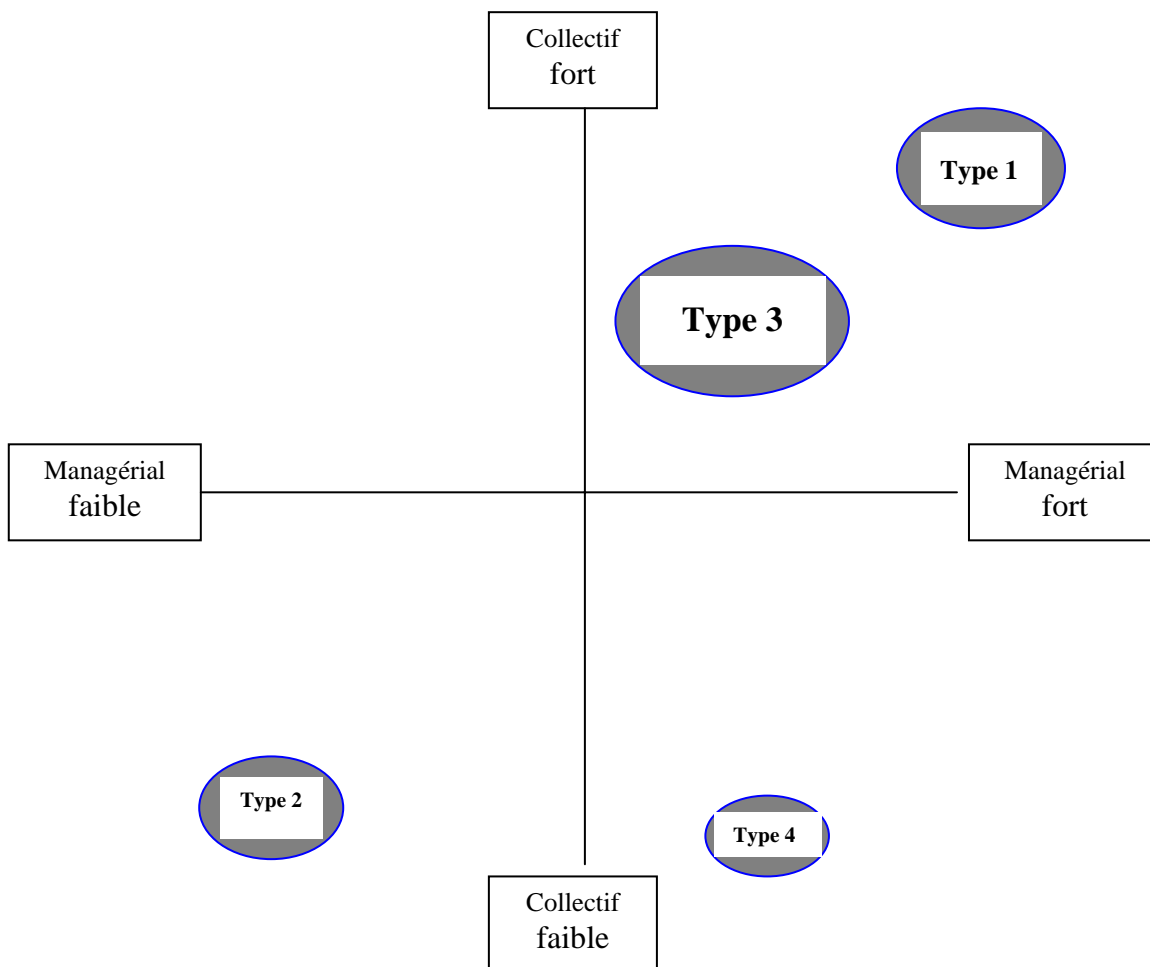 Collectif
fort
Type 1
Type 3
Managérial
faible
Managérial
fort
Type 2
Type 4
Collectif
faible